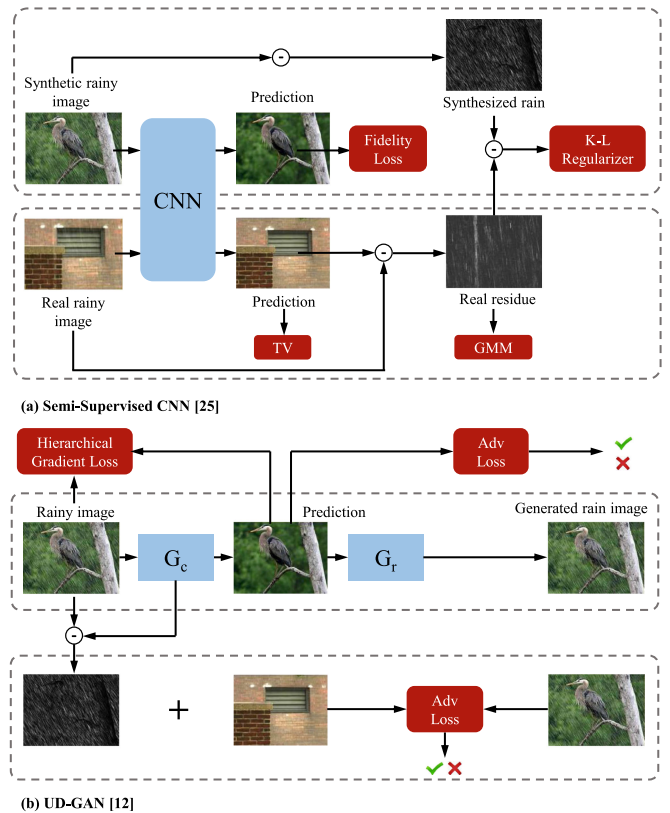 Synthetic rainy
image
-
Synthesized rain
Prediction
CNN
Fidelity
Loss
-
K-L
Regularizer
-
Real rainy
image
Prediction
Real residue
TV
GMM
(a) Semi-Supervised CNN [25]
Hierarchical
Gradient Loss
Adv
Loss
Rainy image
Prediction
Generated rain image
Gc
Gr
-
+
Adv
Loss
(b) UD-GAN [12]